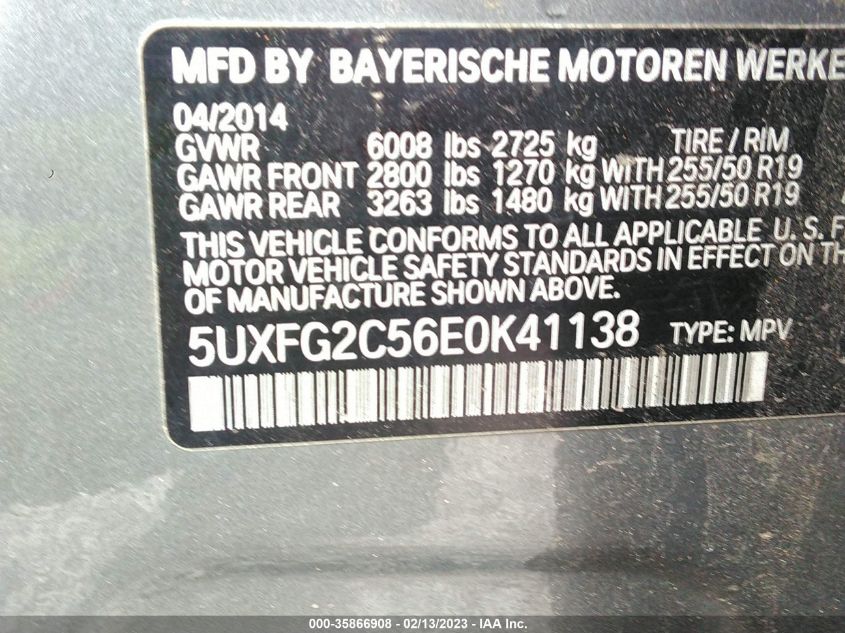 MFD BY BAYERISCHE MOTOREN WERKE
04/2014
GVWR 6008 lbs 2725 kg TIRE / RIM
GAWR FRONT 2800 lbs 1270 kg WITH 255/50 R19
GAWR REAR 3263 lbs 1480 kg WITH 255/50 R19
THIS VEHICLE CONFORMS TO ALL APPLICABLE U. S. F
MOTOR VEHICLE SAFETY STANDARDS IN EFFECT ON TH
OF MANUFACTURE SHOWN ABOVE.
5UXFG2C56E0K41138 TYPE: MPV
000-35866908 - 02/13/2023 - IAA Inc.